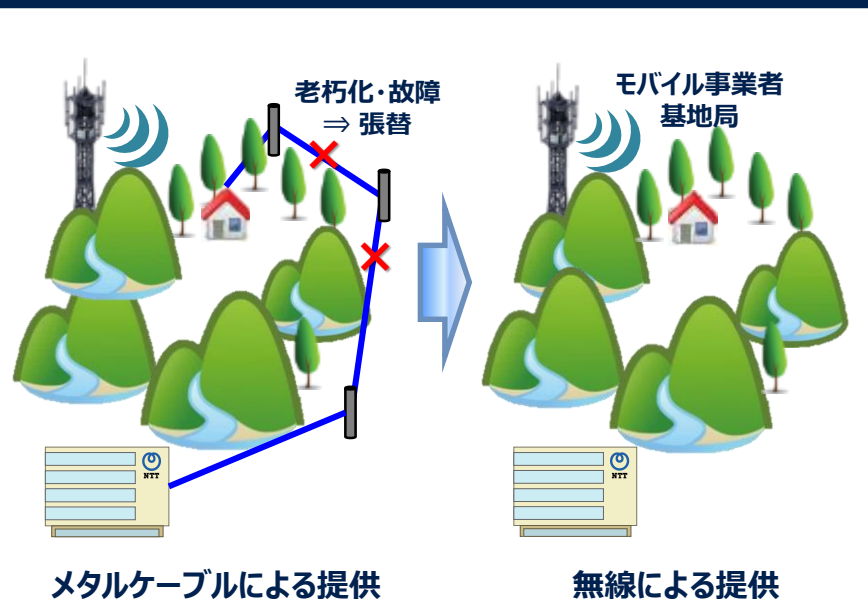 老朽化・故障
⇒ 張替
モバイル事業者
基地局
NTT
NTT
メタルケーブルによる提供
無線による提供